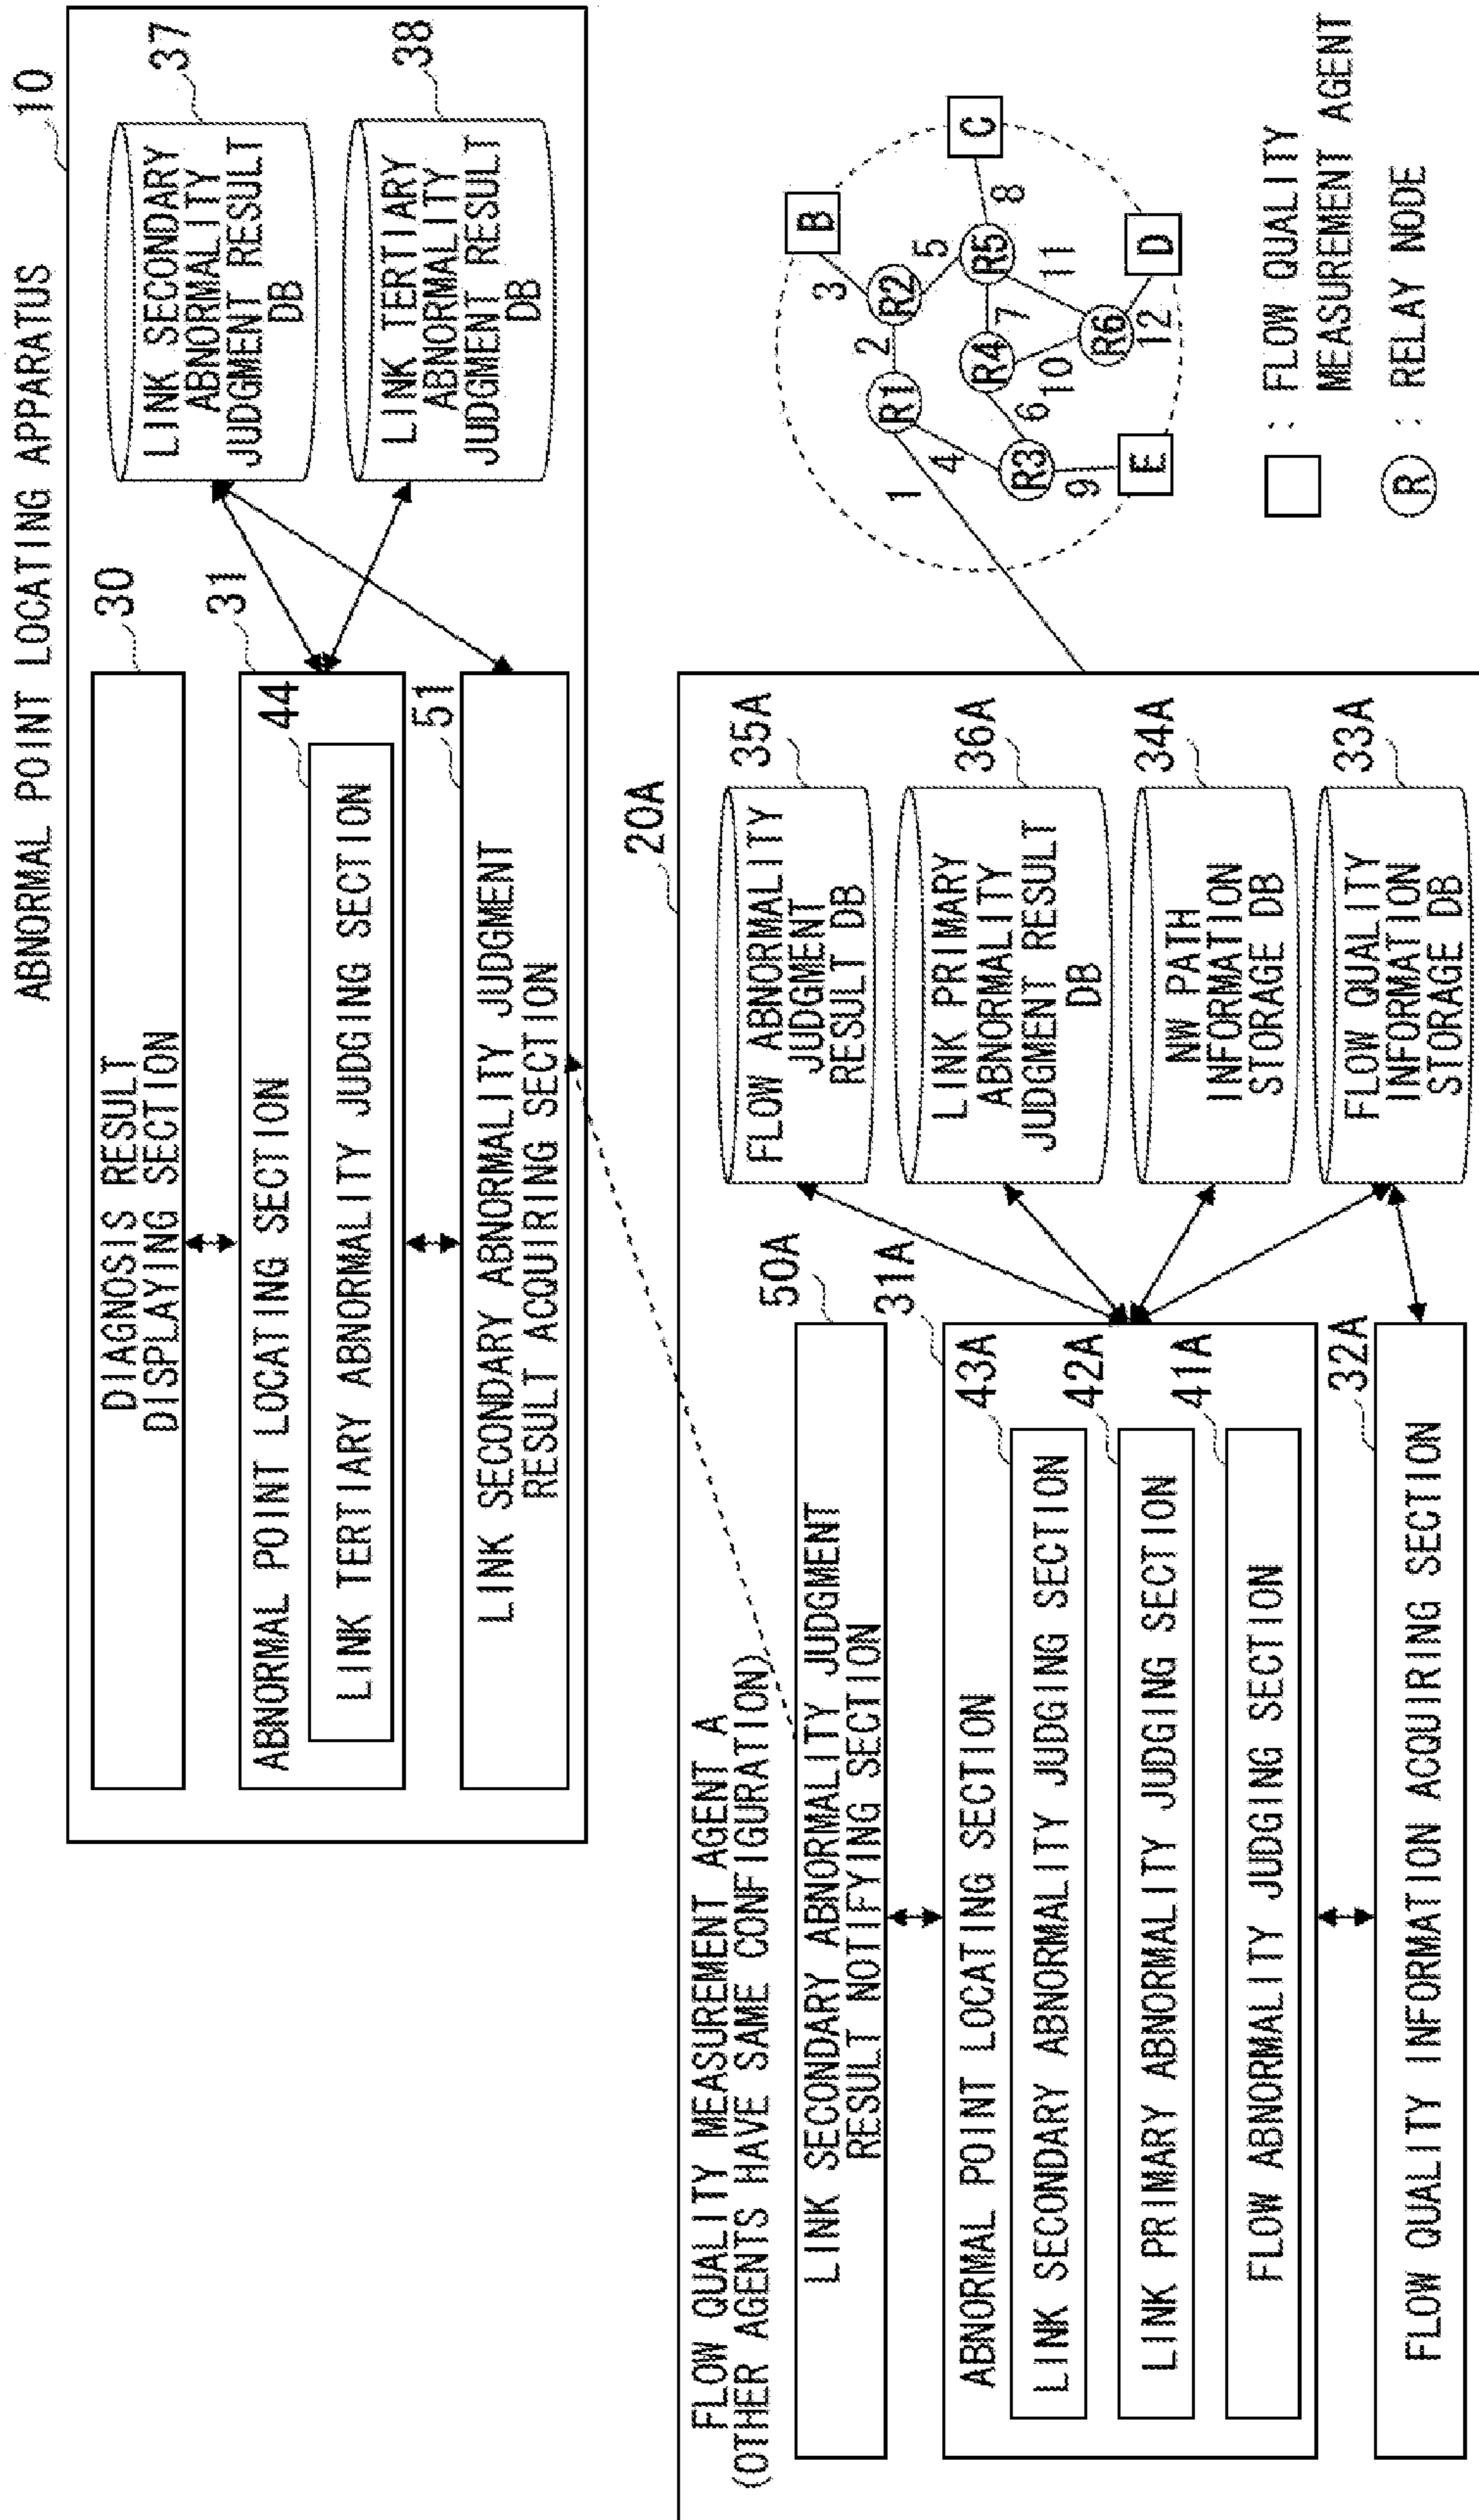 ABNORMAL POINT LOCATING APPARATUS
10
DIAGNOSIS RESULT
DISPLAYING SECTION
30
ABNORMAL POINT LOCATING SECTION
31
LINK TERTIARY ABNORMALITY JUDGING SECTION
44
LINK SECONDARY ABNORMALITY JUDGMENT
RESULT ACQUIRING SECTION
51
LINK SECONDARY
ABNORMALITY
JUDGMENT RESULT
DB
37
LINK TERTIARY
ABNORMALITY
JUDGMENT RESULT
DB
38
FLOW QUALITY MEASUREMENT AGENT A
(OTHER AGENTS HAVE SAME CONFIGURATION)
20A
LINK SECONDARY ABNORMALITY JUDGMENT
RESULT NOTIFYING SECTION
50A
ABNORMAL POINT LOCATING SECTION
31A
LINK SECONDARY ABNORMALITY JUDGING SECTION
43A
LINK PRIMARY ABNORMALITY JUDGING SECTION
42A
FLOW ABNORMALITY JUDGING SECTION
41A
FLOW QUALITY INFORMATION ACQUIRING SECTION
32A
FLOW ABNORMALITY
JUDGMENT
RESULT DB
35A
LINK PRIMARY
ABNORMALITY
JUDGMENT RESULT
DB
36A
NW PATH
INFORMATION
STORAGE DB
34A
FLOW QUALITY
INFORMATION
STORAGE DB
33A
B
3
R1
2
R2
1
5
C
4
8
R4
7
R5
R3
6
10
11
9
R6
E
12
D
: FLOW QUALITY
MEASUREMENT AGENT
R : RELAY NODE